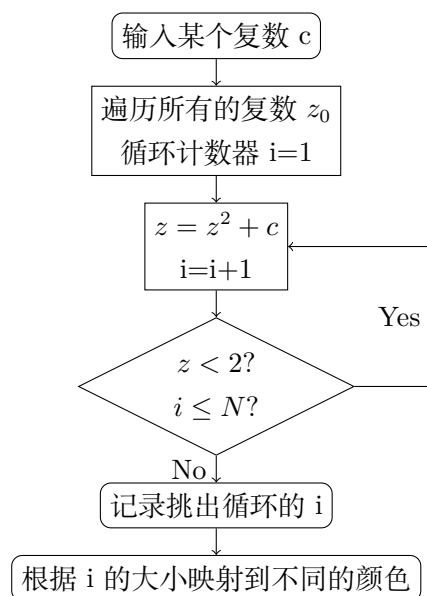 输入某个复数 c
遍历所有的复数 z₀
循环计数器 i=1
z = z² + c
i=i+1
Yes
z < 2?
i ≤ N?
No
记录挑出循环的 i
根据 i 的大小映射到不同的颜色